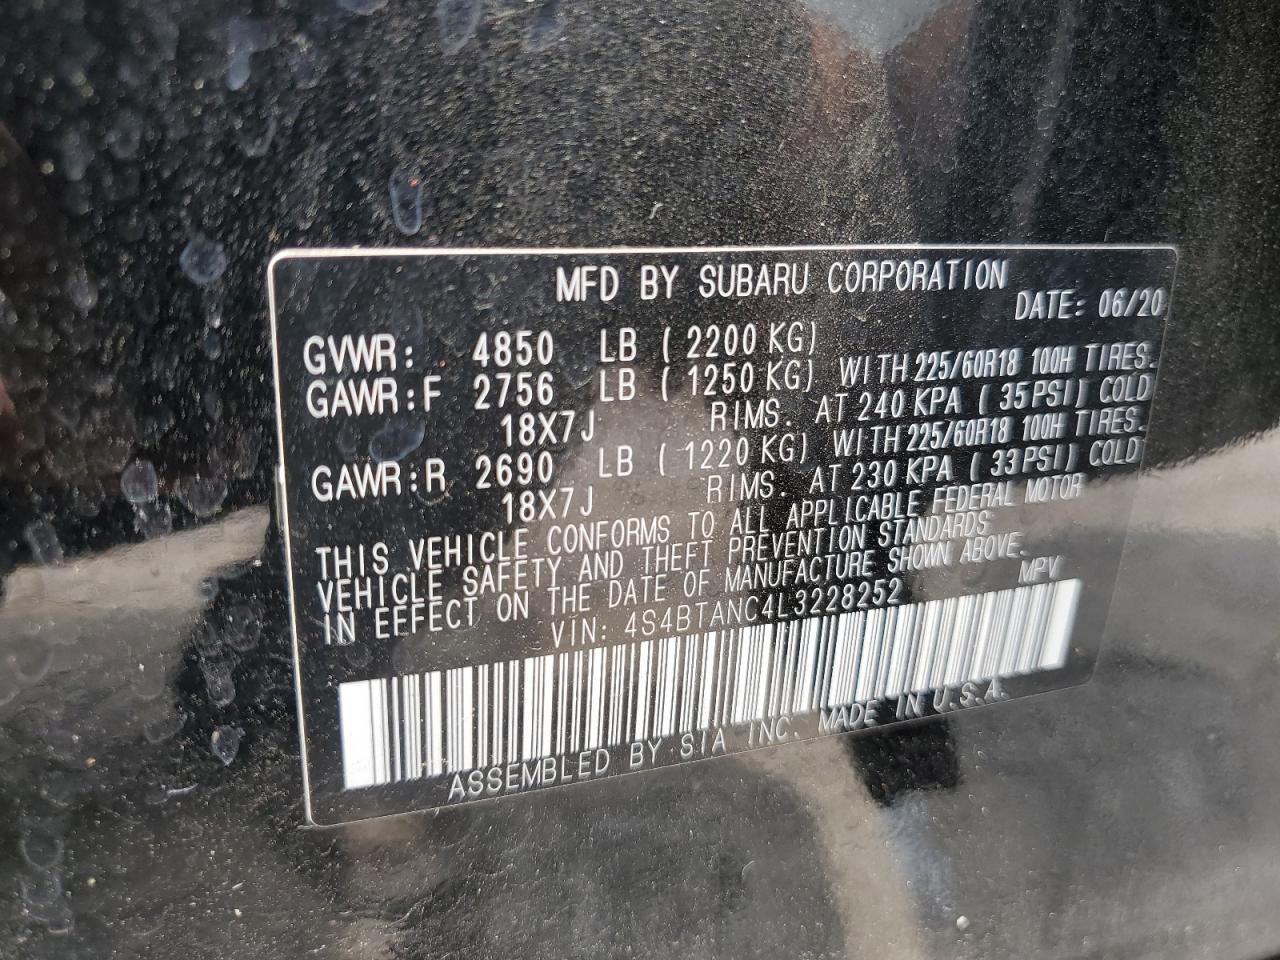 MFD BY SUBARU CORPORATION
DATE: 06/20
GVWR: 4850 LB ( 2200 KG)
GAWR:F 2756 LB ( 1250 KG) WITH 225/60R18 100H TIRES.
18X7J RIMS. AT 240 KPA ( 35PSI) COLD
GAWR:R 2690 LB ( 1220 KG) WITH 225/60R18 100H TIRES.
18X7J RIMS. AT 230 KPA ( 33PSI) COLD
THIS VEHICLE CONFORMS TO ALL APPLICABLE FEDERAL MOTOR
VEHICLE SAFETY AND THEFT PREVENTION STANDARDS
IN EFFECT ON THE DATE OF MANUFACTURE SHOWN ABOVE.
VIN: 4S4BTANC4L3228252 MPV
ASSEMBLED BY SIA INC. MADE IN U.S.A.